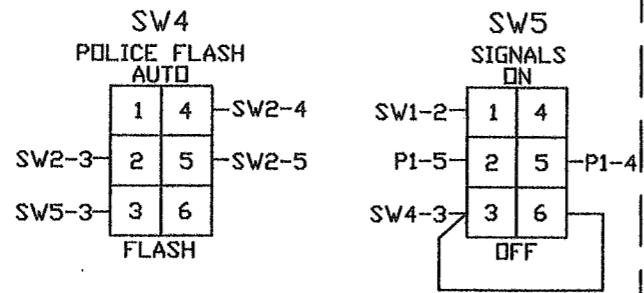 SW4
POLICE FLASH
AUTO
1 4 SW2-4
SW2-3 2 5 SW2-5
SW5-3 3 6
FLASH
SW5
SIGNALS
ON
SW1-2 1 4
P1-5 2 5 P1-4
SW4-3 3 6
OFF